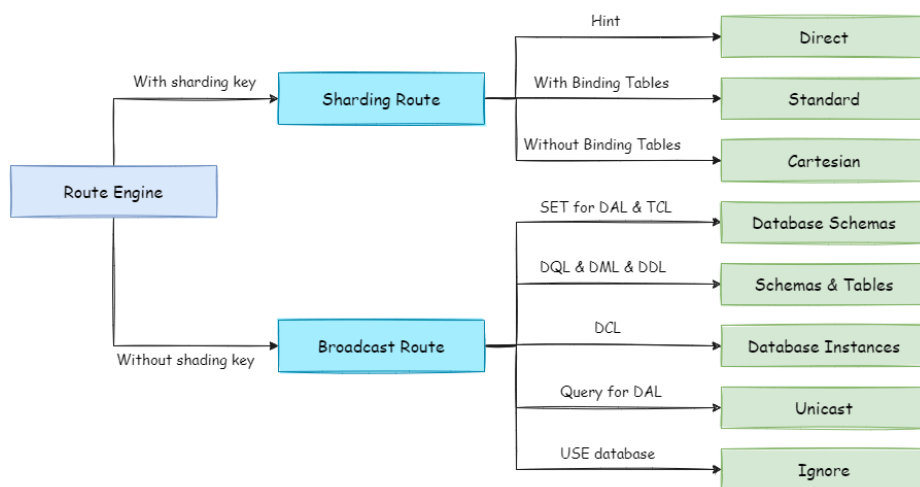 Hint
Direct
With sharding key
Sharding Route
With Binding Tables
Standard
Without Binding Tables
Cartesian
Route Engine
SET for DAL & TCL
Database Schemas
DQL & DML & DDL
Schemas & Tables
Without shading key
Broadcast Route
DCL
Database Instances
Query for DAL
Unicast
USE database
Ignore